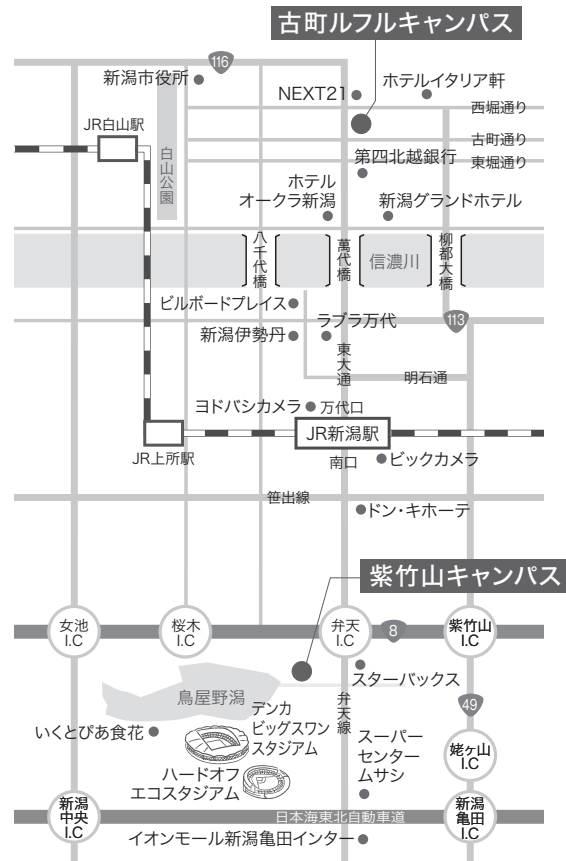 古町ルフルキャンパス
116
新潟市役所
NEXT21
ホテルイタリア軒
西堀通り
JR白山駅
古町通り
白山公園
第四北越銀行
東堀通り
ホテル
オークラ新潟
新潟グランドホテル
八千代橋
萬代橋
信濃川
柳都大橋
ビルボードプレイス
新潟伊勢丹
ラブラ万代
113
東大通
明石通
ヨドバシカメラ
万代口
JR新潟駅
JR上所駅
南口
ビックカメラ
笹出線
ドン・キホーテ
紫竹山キャンパス
女池
I.C
桜木
I.C
弁天
I.C
8
紫竹山
I.C
スターバックス
鳥屋野潟
弁天線
49
デンカ
ビッグスワン
スタジアム
いくとぴあ食花
スーパー
センター
ムサシ
姥ヶ山
I.C
ハードオフ
エコスタジアム
新潟
中央
I.C
日本海東北自動車道
新潟
亀田
I.C
イオンモール新潟亀田インター